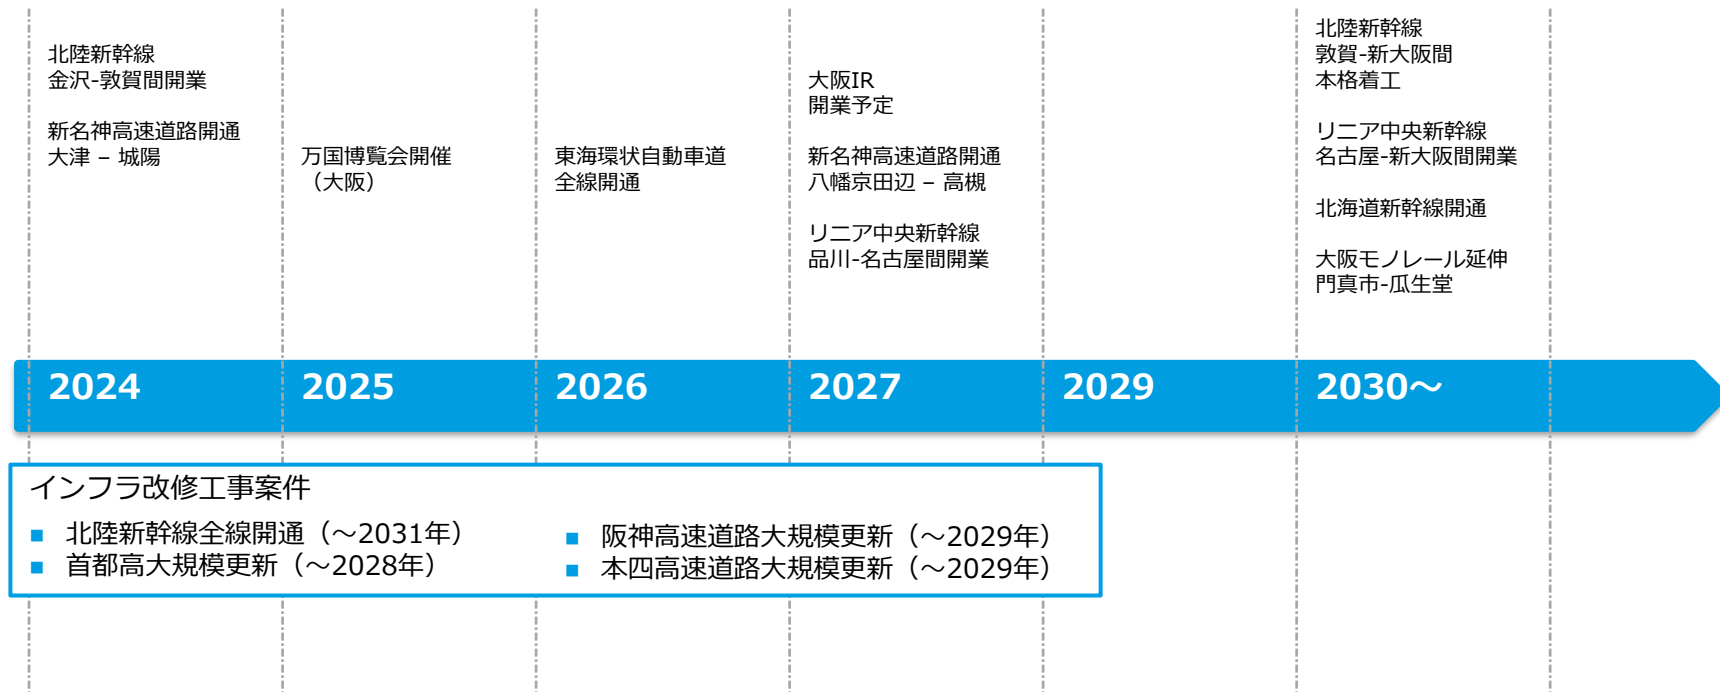 北陸新幹線
金沢-敦賀間開業
新名神高速道路開通
大津 – 城陽
万国博覧会開催
（大阪）
東海環状自動車道
全線開通
大阪IR
開業予定
新名神高速道路開通
八幡京田辺 – 高槻
リニア中央新幹線
品川-名古屋間開業
北陸新幹線
敦賀-新大阪間
本格着工
リニア中央新幹線
名古屋-新大阪間開業
北海道新幹線開通
大阪モノレール延伸
門真市-瓜生堂
2024
2025
2026
2027
2029
2030～
インフラ改修工事案件
■ 北陸新幹線全線開通（～2031年）
■ 首都高大規模更新（～2028年）
■ 阪神高速道路大規模更新（～2029年）
■ 本四高速道路大規模更新（～2029年）